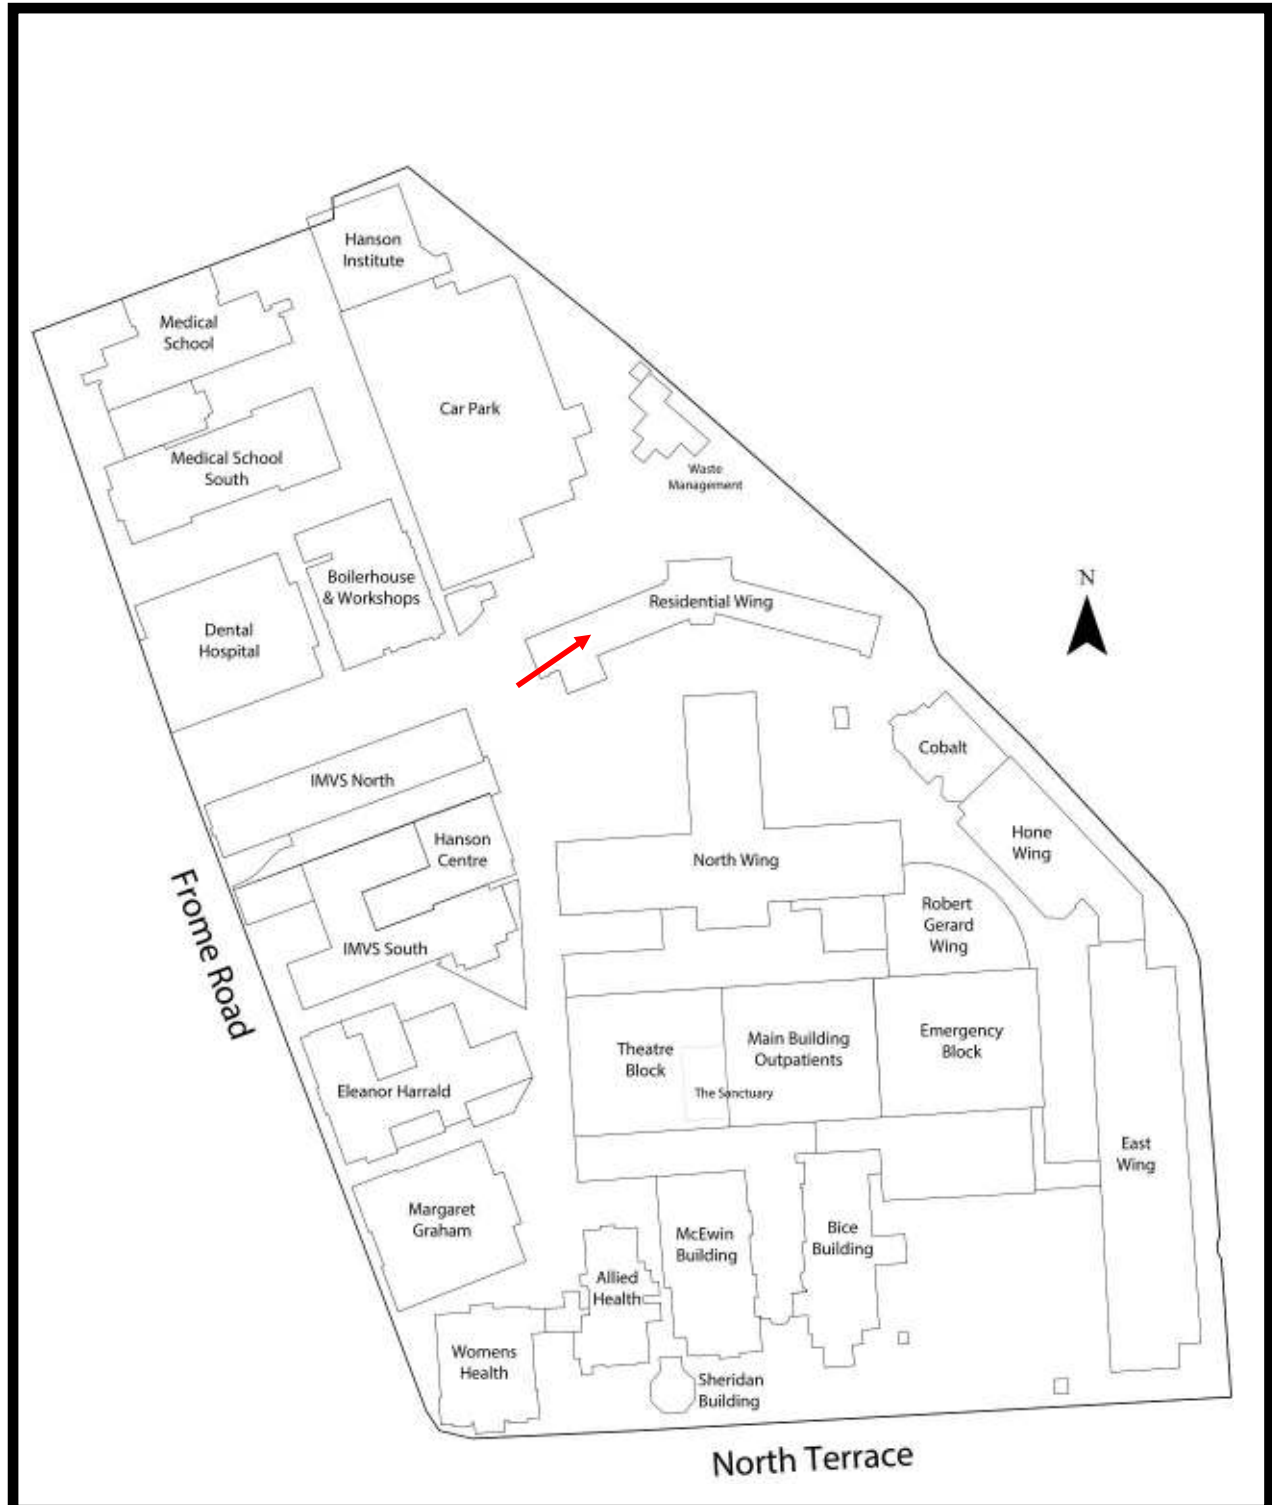 Hanson
Institute
Medical
School
Car Park
Medical School
South
Waste
Management
N
Boilerhouse
& Workshops
Residential Wing
Dental
Hospital
Cobalt
IMVS North
Hanson
Centre
Hone
Wing
North Wing
Robert
Gerard
Wing
IMVS South
Frome Road
Theatre
Block
Main Building
Outpatients
Emergency
Block
The Sanctuary
Eleanor Harrald
East
Wing
Margaret
Graham
McEwin
Building
Bice
Building
Allied
Health
Womens
Health
Sheridan
Building
North Terrace